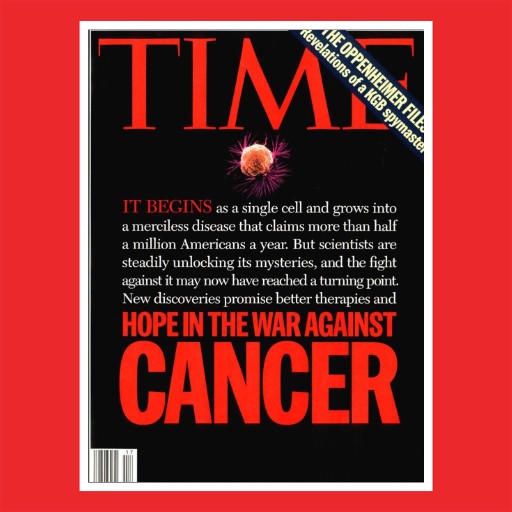 TIME
THE OPPENHEIMER FILES
Revelations of a KGB spymaster
IT BEGINS as a single cell and grows into
a merciless disease that claims more than half
a million Americans a year. But scientists are
steadily unlocking its mysteries, and the fight
against it may now have reached a turning point.
New discoveries promise better therapies and
HOPE IN THE WAR AGAINST
CANCER
17